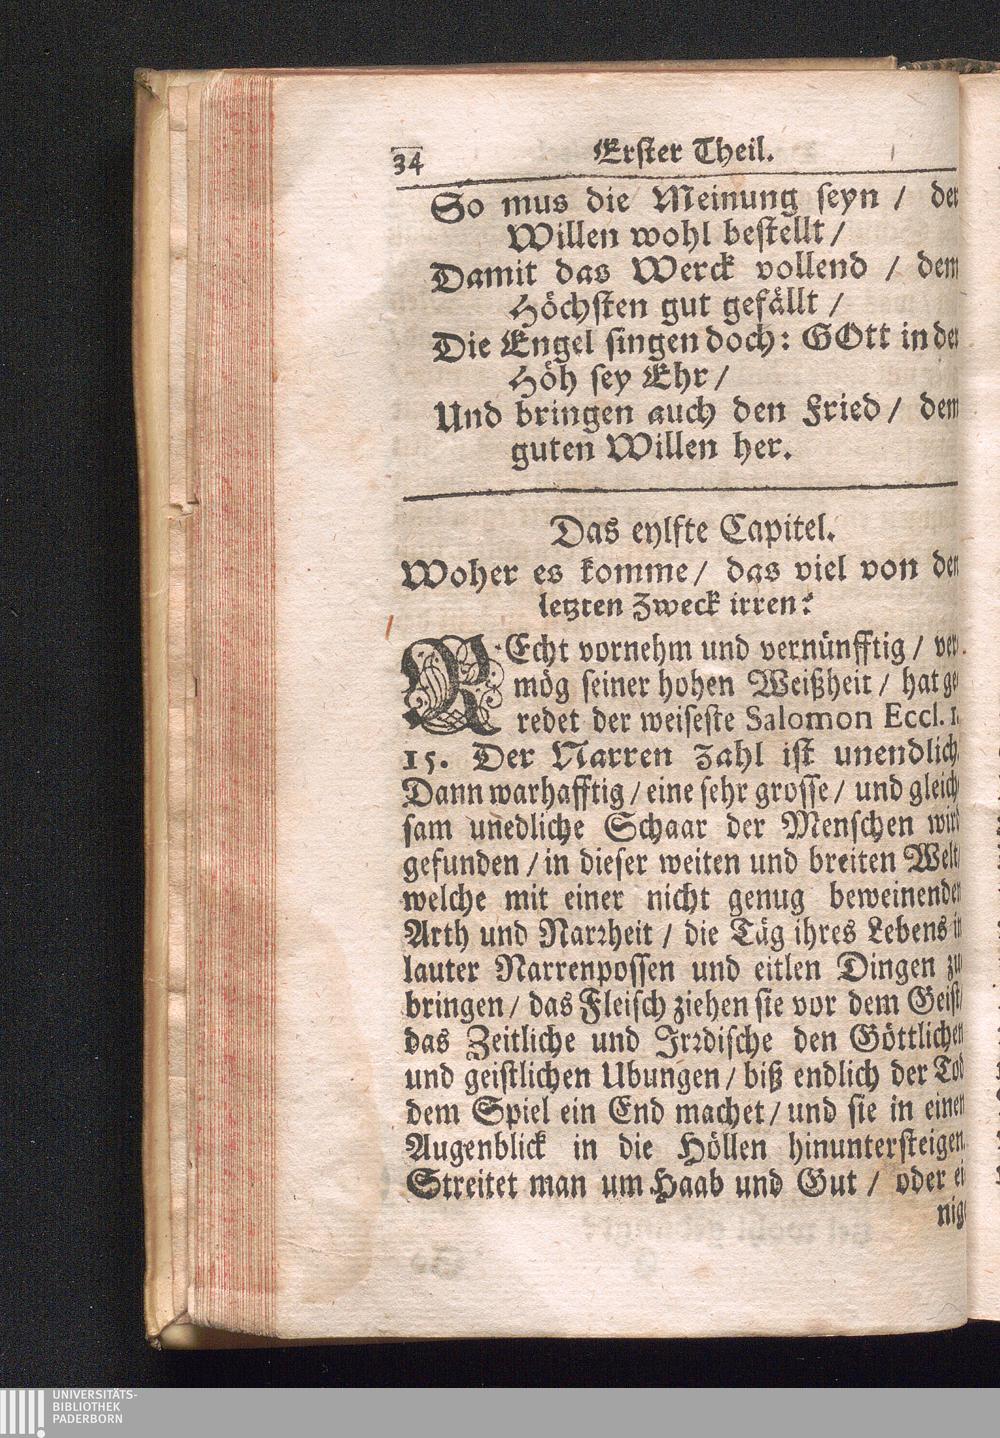 34
Erster Theil.
So mus die Meinung seyn / der
Willen wohl bestellt /
Damit das Werck vollend / dem
Höchsten gut gefällt /
Die Engel singen doch: GOtt in der
Höh sey Ehr /
Und bringen auch den Fried / dem
guten Willen her.
Das eylfte Capitel.
Woher es komme / das viel von den
letzten Zweck irren?
REcht vornehm und vernünfftig / ver
mög seiner hohen Weißheit / hat ge
redet der weiseste Salomon Eccl. 1.
15. Der Narren Zahl ist unendlich
Dann warhafftig / eine sehr grosse / und gleich
sam unedliche Schaar der Menschen wird
gefunden / in dieser weiten und breiten Welt
welche mit einer nicht genug beweinenden
Arth und Narrheit / die Täg ihres Lebens in
lauter Narrenpossen und eitlen Dingen zu
bringen / das Fleisch ziehen sie vor dem Geist
das Zeitliche und Irrdische den Göttlichen
und geistlichen Ubungen / biß endlich der Tod
dem Spiel ein End machet / und sie in einen
Augenblick in die Höllen hinuntersteigen.
Streitet man um Haab und Gut / oder ei
nige
UNIVERSITÄTS-
BIBLIOTHEK
PADERBORN